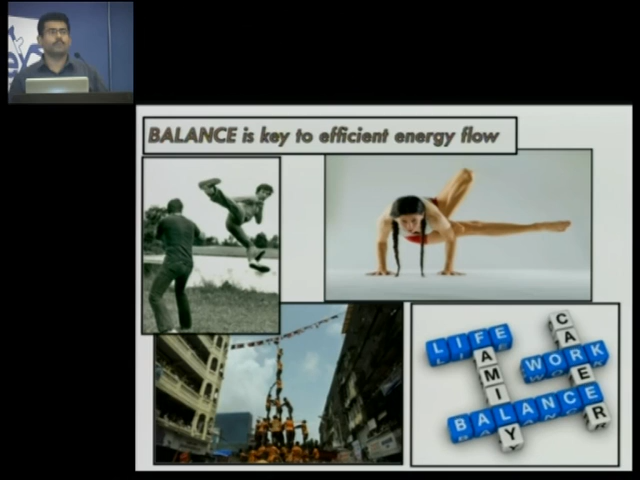 BALANCE is key to efficient energy flow
LIFE
CAREER
FAMILY
WORK
BALANCE